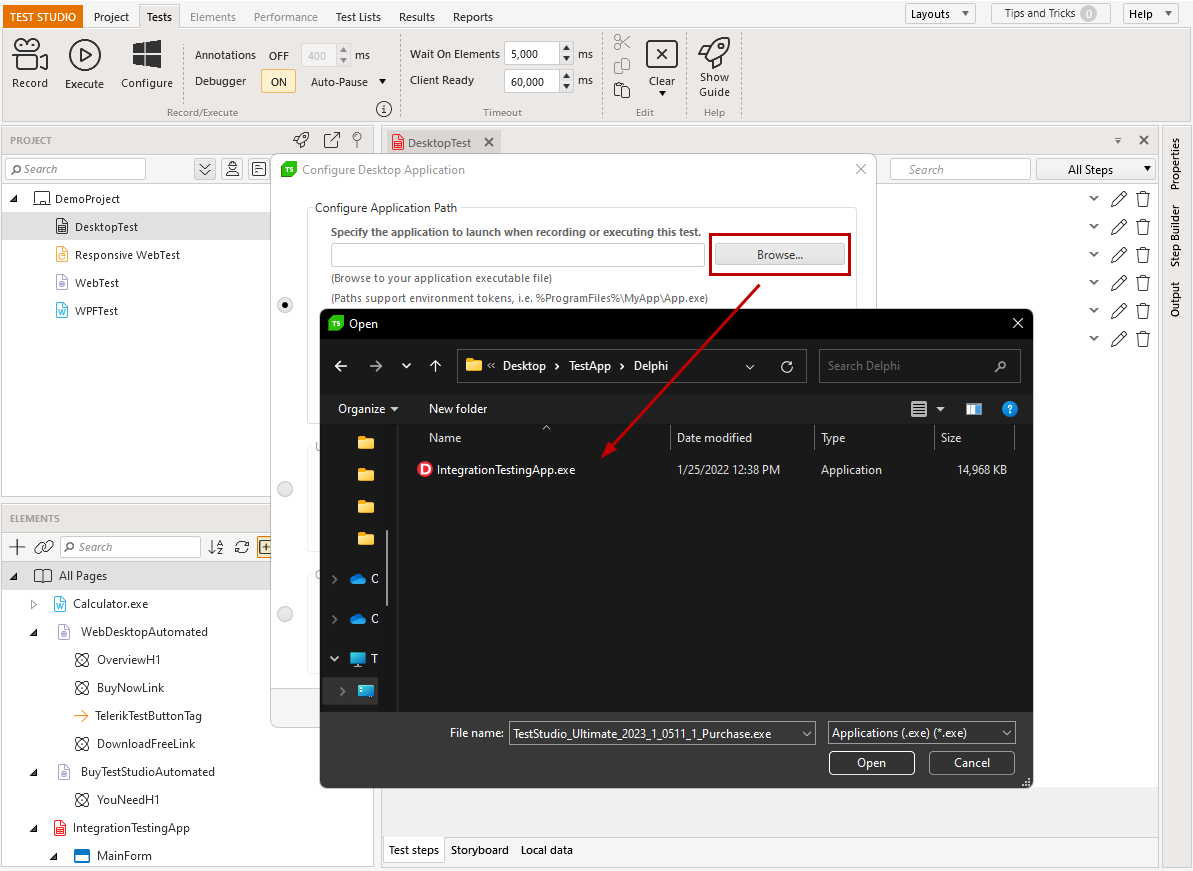 TEST STUDIO Project Tests Elements Performance Test Lists Results Reports Layouts Tips and Tricks 0 Help
Record Execute Configure
Annotations OFF 400 ms
Debugger ON Auto-Pause
Record/Execute
Wait On Elements 5,000 ms
Client Ready 60,000 ms
Timeout
Clear
Edit
Show
Guide
Help
PROJECT
Search
DemoProject
DesktopTest
Responsive WebTest
WebTest
WPFTest
DesktopTest
Search All Steps
Properties
Step Builder
Output
TS Configure Desktop Application
Configure Application Path
Specify the application to launch when recording or executing this test.
Browse...
(Browse to your application executable file)
(Paths support environment tokens, i.e. %ProgramFiles%\MyApp\App.exe)
TS Open
« Desktop › TestApp › Delphi
Search Delphi
Organize New folder
Name Date modified Type Size
D IntegrationTestingApp.exe 1/25/2022 12:38 PM Application 14,968 KB
File name: TestStudio_Ultimate_2023_1_0511_1_Purchase.exe Applications (.exe) (*.exe)
Open Cancel
ELEMENTS
Search
All Pages
Calculator.exe
WebDesktopAutomated
OverviewH1
BuyNowLink
TelerikTestButtonTag
DownloadFreeLink
BuyTestStudioAutomated
YouNeedH1
IntegrationTestingApp
MainForm
Test steps Storyboard Local data